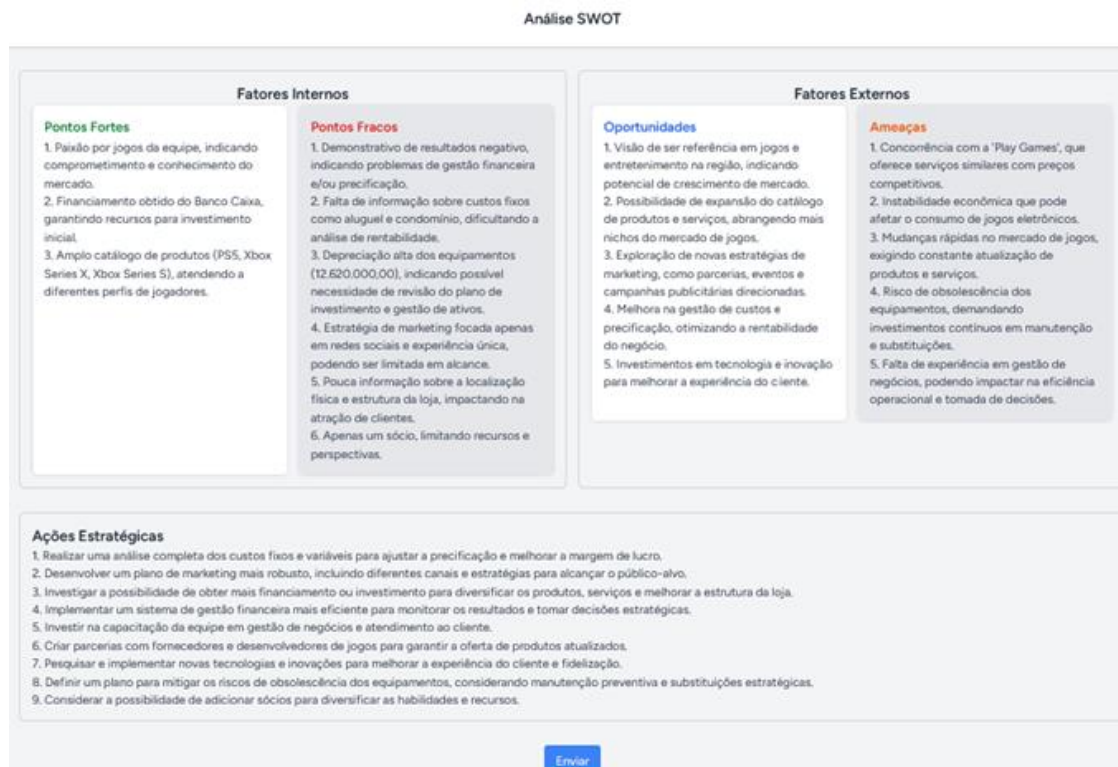 Análise SWOT
Fatores Internos
Pontos Fortes
1. Paixão por jogos da equipe, indicando
comprometimento e conhecimento do
mercado.
2. Financiamento obtido do Banco Caixa,
garantindo recursos para investimento
inicial.
3. Amplo catálogo de produtos (PS5, Xbox
Series X, Xbox Series S), atendendo a
diferentes perfis de jogadores.
Pontos Fracos
1. Demonstrativo de resultados negativo,
indicando problemas de gestão financeira
e/ou precificação.
2. Falta de informação sobre custos fixos
como aluguel e condomínio, dificultando a
análise de rentabilidade.
3. Depreciação alta dos equipamentos
(12.620.000,00), indicando possível
necessidade de revisão do plano de
investimento e gestão de ativos.
4. Estratégia de marketing focada apenas
em redes sociais e experiência única,
podendo ser limitada em alcance.
5. Pouca informação sobre a localização
física e estrutura da loja, impactando na
atração de clientes.
6. Apenas um sócio, limitando recursos e
perspectivas.
Fatores Externos
Oportunidades
1. Visão de ser referência em jogos e
entretenimento na região, indicando
potencial de crescimento de mercado.
2. Possibilidade de expansão do catálogo
de produtos e serviços, abrangendo mais
nichos do mercado de jogos.
3. Exploração de novas estratégias de
marketing, como parcerias, eventos e
campanhas publicitárias direcionadas.
4. Melhora na gestão de custos e
precificação, otimizando a rentabilidade
do negócio.
5. Investimentos em tecnologia e inovação
para melhorar a experiência do cliente.
Ameaças
1. Concorrência com a 'Play Games', que
oferece serviços similares com preços
competitivos.
2. Instabilidade econômica que pode
afetar o consumo de jogos eletrônicos.
3. Mudanças rápidas no mercado de jogos,
exigindo constante atualização de
produtos e serviços.
4. Risco de obsolescência dos
equipamentos, demandando
investimentos contínuos em manutenção
e substituições.
5. Falta de experiência em gestão de
negócios, podendo impactar na eficiência
operacional e tomada de decisões.
Ações Estratégicas
1. Realizar uma análise completa dos custos fixos e variáveis para ajustar a precificação e melhorar a margem de lucro.
2. Desenvolver um plano de marketing mais robusto, incluindo diferentes canais e estratégias para alcançar o público-alvo.
3. Investigar a possibilidade de obter mais financiamento ou investimento para diversificar os produtos, serviços e melhorar a estrutura da loja.
4. Implementar um sistema de gestão financeira mais eficiente para monitorar os resultados e tomar decisões estratégicas.
5. Investir na capacitação da equipe em gestão de negócios e atendimento ao cliente.
6. Criar parcerias com fornecedores e desenvolvedores de jogos para garantir a oferta de produtos atualizados.
7. Pesquisar e implementar novas tecnologias e inovações para melhorar a experiência do cliente e fidelização.
8. Definir um plano para mitigar os riscos de obsolescência dos equipamentos, considerando manutenção preventiva e substituições estratégicas.
9. Considerar a possibilidade de adicionar sócios para diversificar as habilidades e recursos.
Enviar